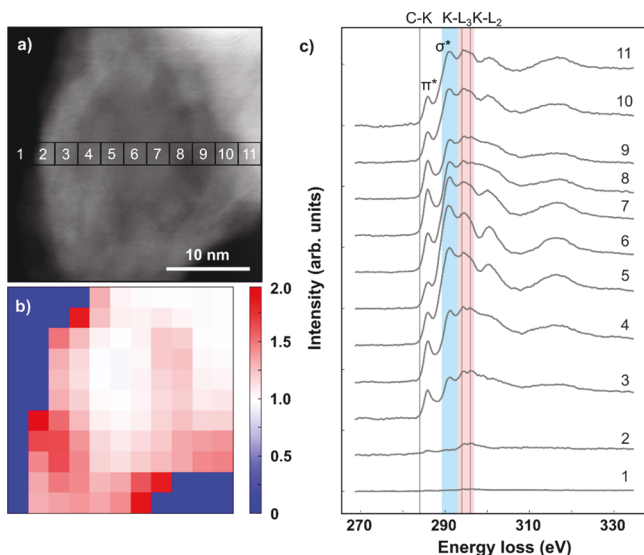 a)
1 2 3 4 5 6 7 8 9 10 11
10 nm
b)
2.0
1.5
1.2
1.0
0.5
0
c)
C-K K-L₃ K-L₂
σ*
π*
11
10
9
8
7
6
5
4
3
2
1
Intensity (arb. units)
270 290 310 330
Energy loss (eV)